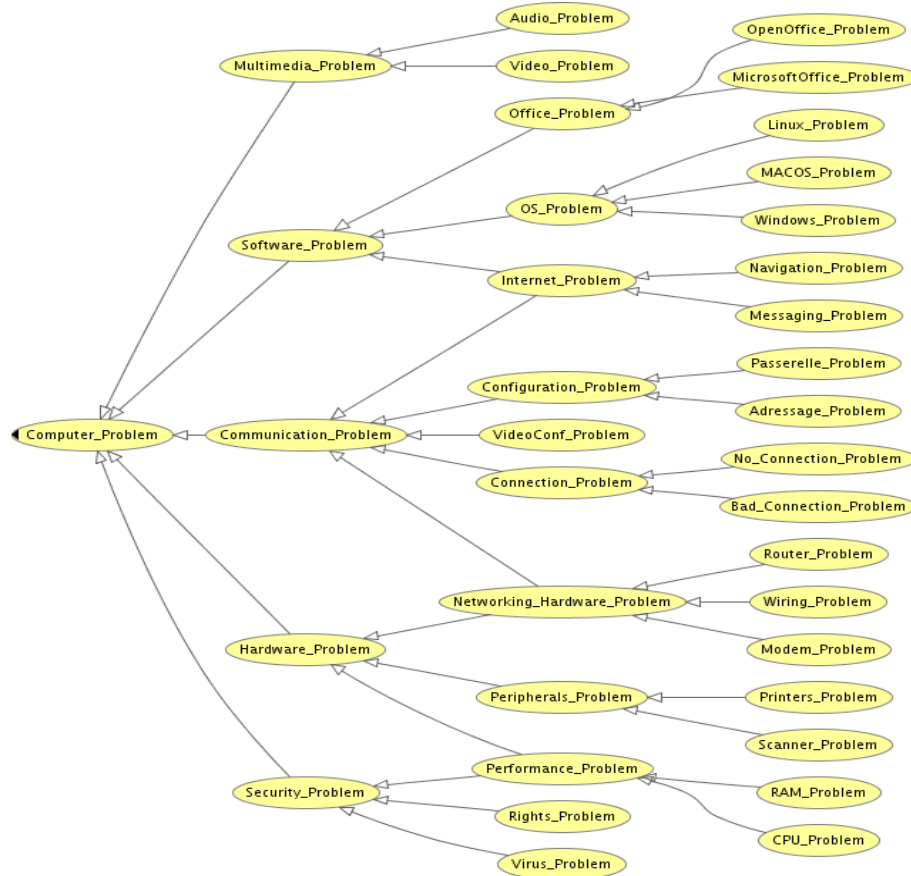 Audio_Problem
OpenOffice_Problem
Multimedia_Problem
Video_Problem
MicrosoftOffice_Problem
Office_Problem
Linux_Problem
MACOS_Problem
OS_Problem
Windows_Problem
Software_Problem
Navigation_Problem
Internet_Problem
Messaging_Problem
Passerelle_Problem
Configuration_Problem
Adressage_Problem
Computer_Problem
Communication_Problem
VideoConf_Problem
No_Connection_Problem
Connection_Problem
Bad_Connection_Problem
Router_Problem
Networking_Hardware_Problem
Wiring_Problem
Hardware_Problem
Modem_Problem
Peripherals_Problem
Printers_Problem
Scanner_Problem
Performance_Problem
Security_Problem
RAM_Problem
Rights_Problem
CPU_Problem
Virus_Problem